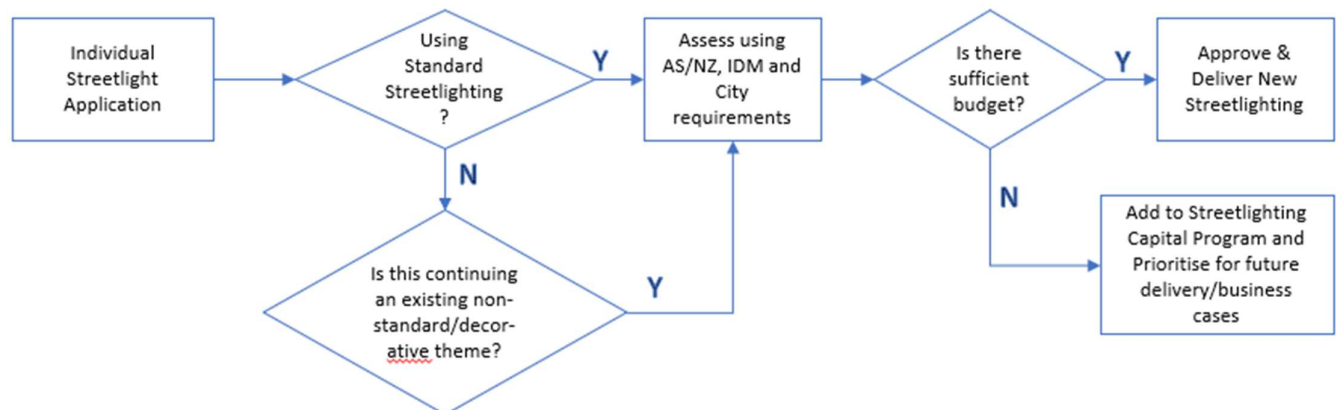 Individual
Streetlight
Application
Using
Standard
Streetlighting
?
Y
Assess using
AS/NZ, IDM and
City
requirements
Is there
sufficient
budget?
Y
Approve &
Deliver New
Streetlighting
N
N
Is this continuing
an existing non-
standard/decor-
ative theme?
Y
Add to Streetlighting
Capital Program and
Prioritise for future
delivery/business
cases